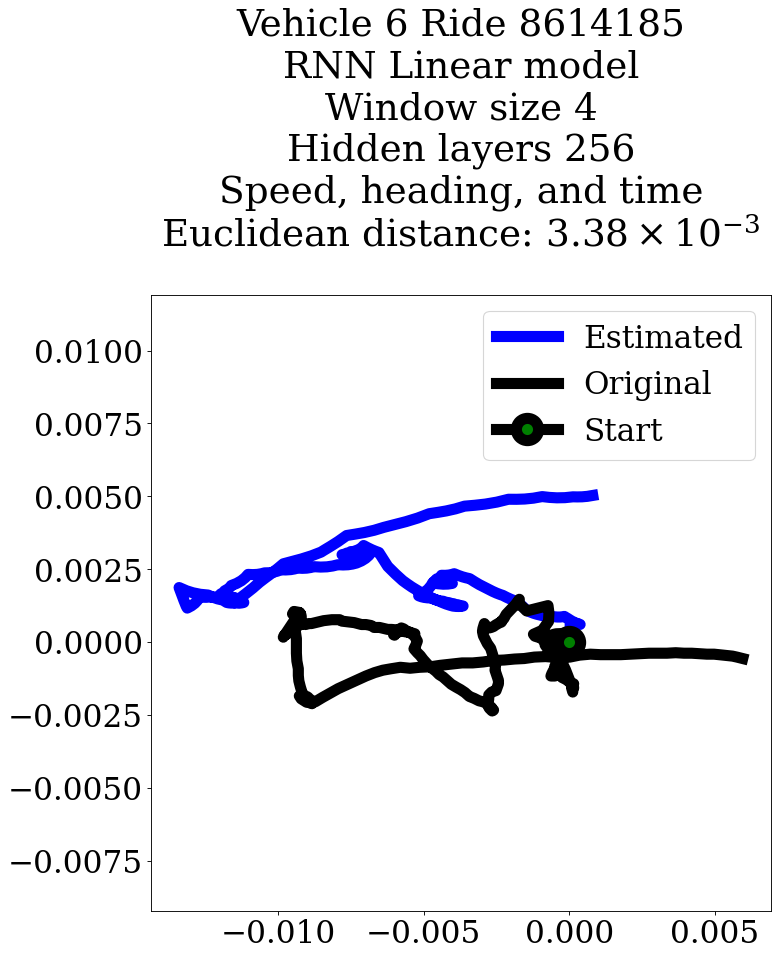 Vehicle 6 Ride 8614185
RNN Linear model
Window size 4
Hidden layers 256
Speed, heading, and time
Euclidean distance: 3.38 × 10⁻³
Estimated
Original
Start
0.0100
0.0075
0.0050
0.0025
0.0000
−0.0025
−0.0050
−0.0075
−0.010 −0.005 0.000 0.005